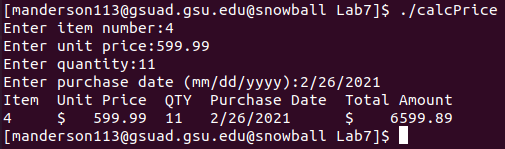 [manderson113@gsuad.gsu.edu@snowball Lab7]$ ./calcPrice
Enter item number:4
Enter unit price:599.99
Enter quantity:11
Enter purchase date (mm/dd/yyyy):2/26/2021
Item  Unit Price  QTY  Purchase Date  Total Amount
4     $   599.99  11   2/26/2021      $    6599.89
[manderson113@gsuad.gsu.edu@snowball Lab7]$